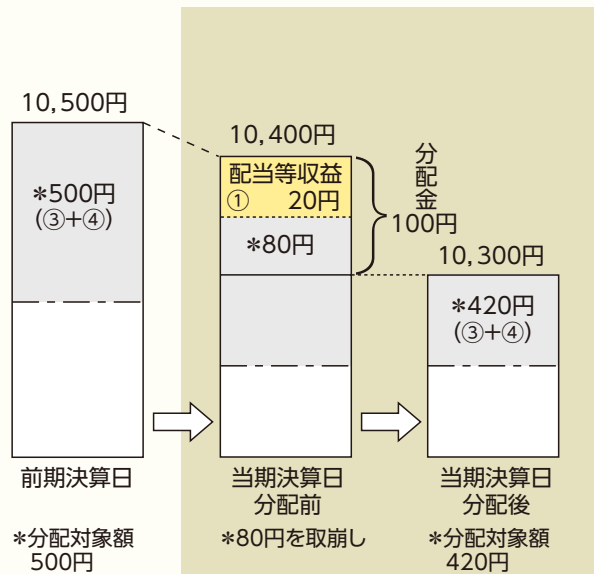 10,500円
*500円
(③+④)
前期決算日
*分配対象額
500円
10,400円
配当等収益
① 20円
*80円
分配金
100円
当期決算日
分配前
*80円を取崩し
10,300円
*420円
(③+④)
当期決算日
分配後
*分配対象額
420円